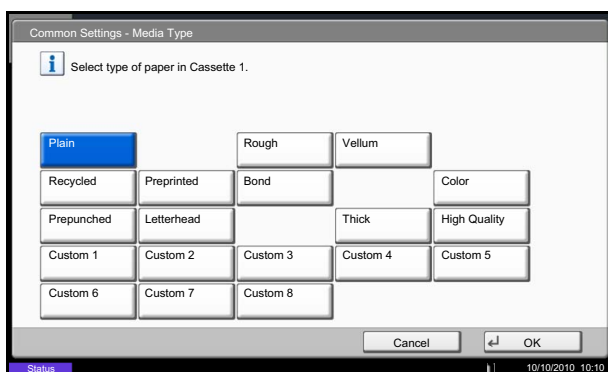 Common Settings - Media Type
Select type of paper in Cassette 1.
Plain Rough Vellum
Recycled Preprinted Bond Color
Prepunched Letterhead Thick High Quality
Custom 1 Custom 2 Custom 3 Custom 4 Custom 5
Custom 6 Custom 7 Custom 8
Cancel OK
Status 10/10/2010 10:10